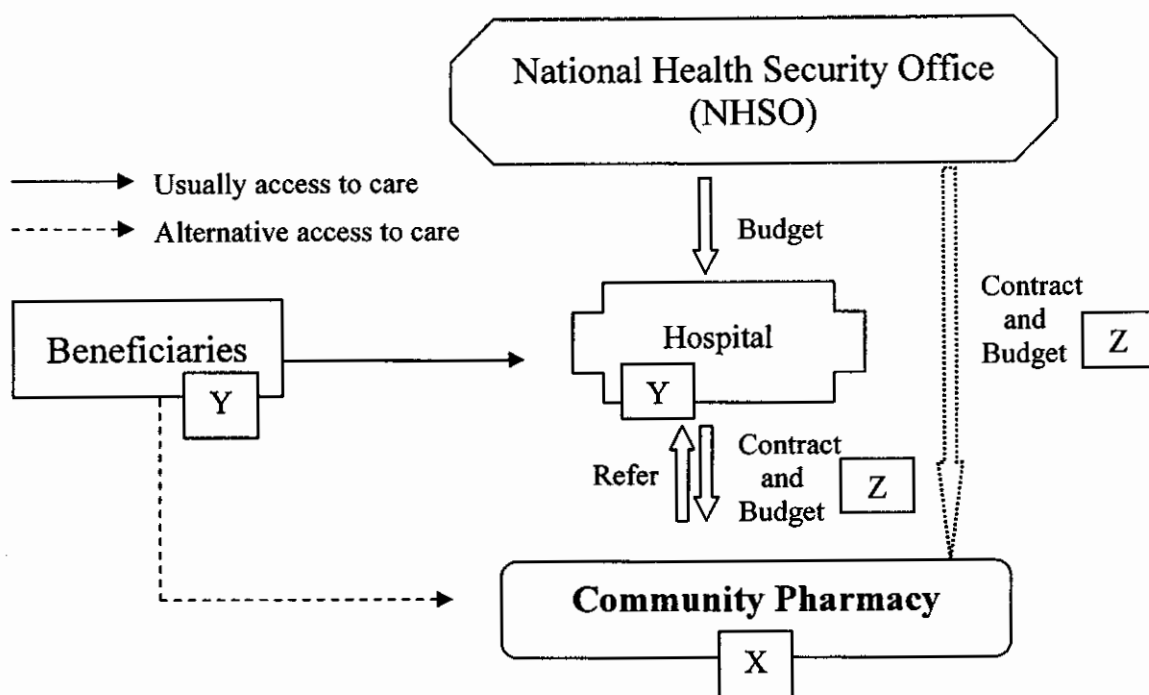 National Health Security Office
(NHSO)
Usually access to care
Alternative access to care
Budget
Contract
and
Budget
Z
Beneficiaries
Y
Hospital
Y
Refer
Contract
and
Budget
Z
Community Pharmacy
X